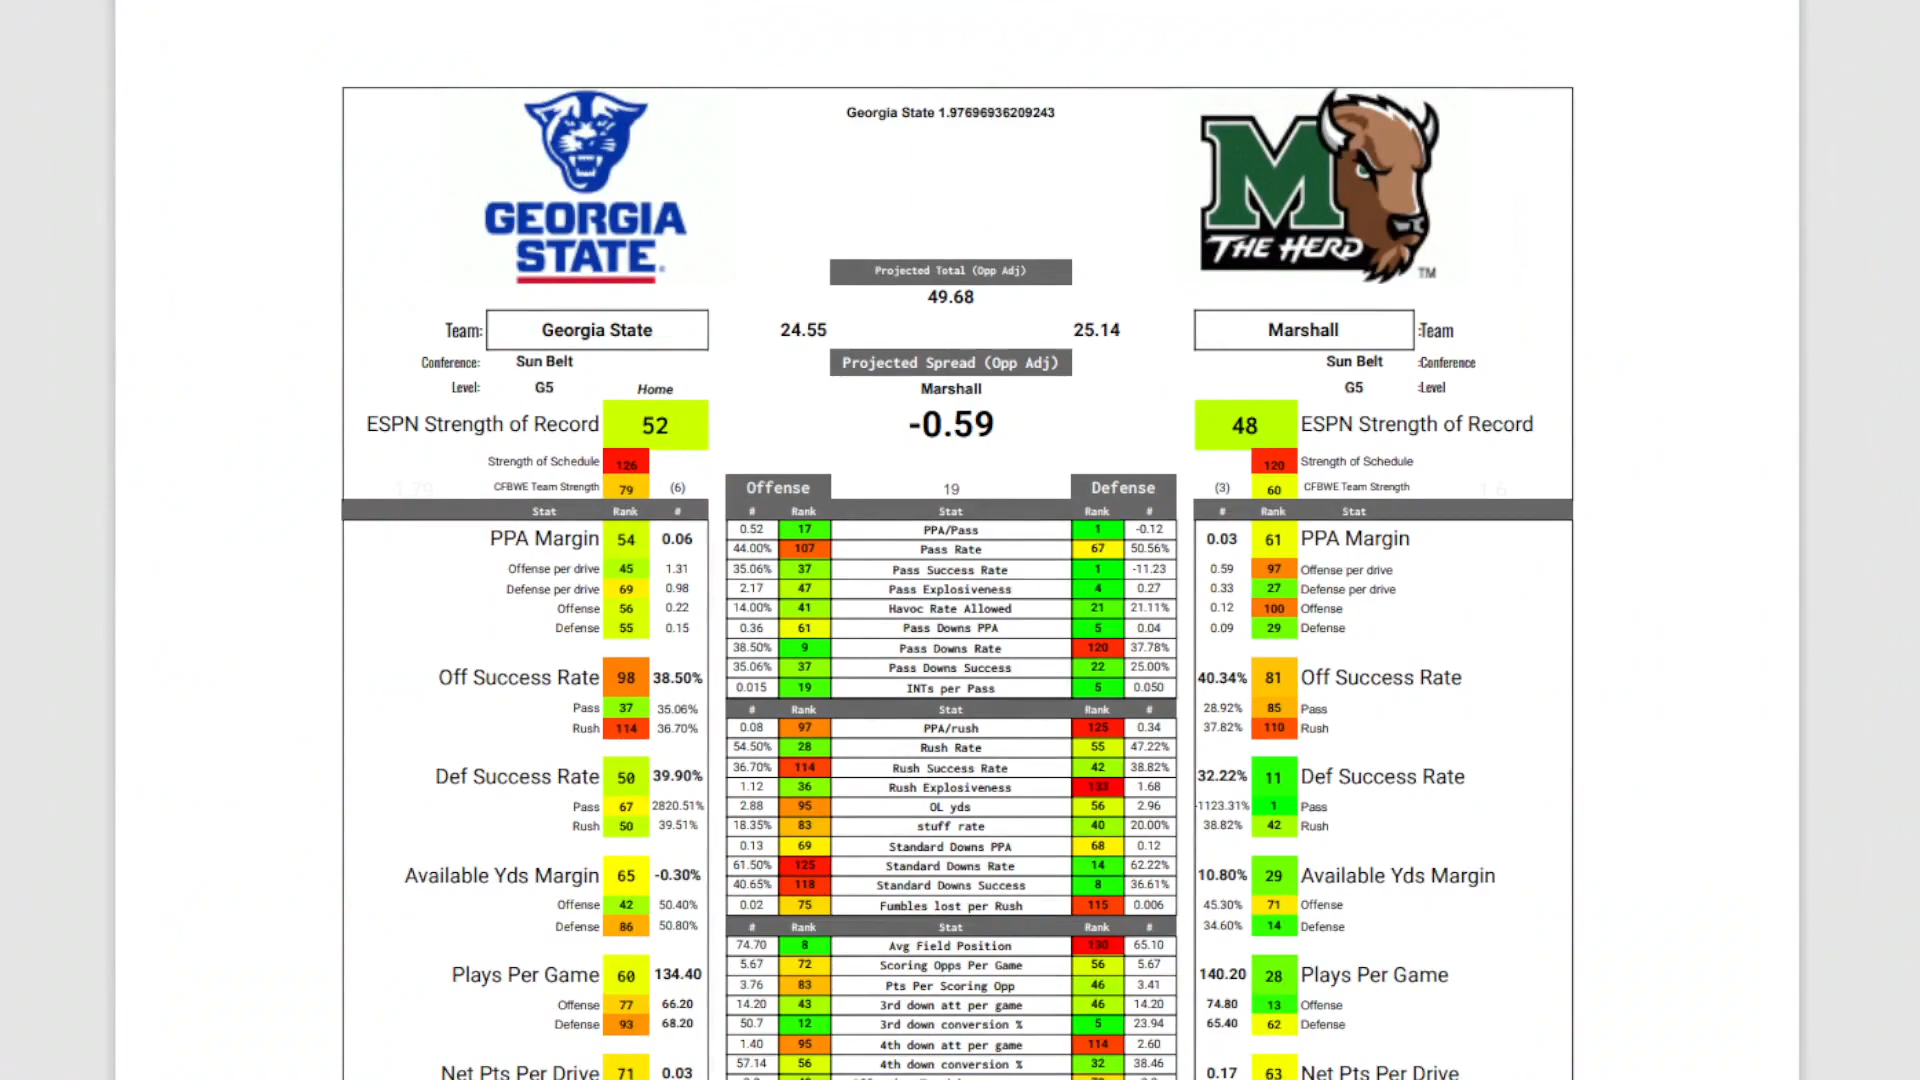 Georgia State 1.97696936209243
GEORGIA
STATE.
M
THE HERD
TM
Projected Total (Opp Adj)
49.68
Team: Georgia State 24.55 25.14 Marshall :Team
Conference: Sun Belt Projected Spread (Opp Adj) Sun Belt :Conference
Level: G5 Home Marshall G5 :Level
ESPN Strength of Record 52 -0.59 48 ESPN Strength of Record
Strength of Schedule 126 120 Strength of Schedule
1.79 CFBWE Team Strength 79 (6) Offense 19 Defense (3) 60 CFBWE Team Strength 1.6
Stat Rank # # Rank Stat Rank # # Rank Stat
PPA Margin 54 0.06 0.03 61 PPA Margin
Offense per drive 45 1.31 0.59 97 Offense per drive
Defense per drive 69 0.98 0.33 27 Defense per drive
Offense 56 0.22 0.12 100 Offense
Defense 55 0.15 0.09 29 Defense
Off Success Rate 98 38.50% 40.34% 81 Off Success Rate
Pass 37 35.06% 28.92% 85 Pass
Rush 114 36.70% 37.82% 110 Rush
Def Success Rate 50 39.90% 32.22% 11 Def Success Rate
Pass 67 2820.51% -1123.31% 1 Pass
Rush 50 39.51% 38.82% 42 Rush
Available Yds Margin 65 -0.30% 10.80% 29 Available Yds Margin
Offense 42 50.40% 45.30% 71 Offense
Defense 86 50.80% 34.60% 14 Defense
Plays Per Game 60 134.40 140.20 28 Plays Per Game
Offense 77 66.20 74.80 13 Offense
Defense 93 68.20 65.40 62 Defense
Net Pts Per Drive 71 0.03 0.17 63 Net Pts Per Drive
0.52 17 PPA/Pass 1 -0.12
44.00% 107 Pass Rate 67 50.56%
35.06% 37 Pass Success Rate 1 -11.23
2.17 47 Pass Explosiveness 4 0.27
14.00% 41 Havoc Rate Allowed 21 21.11%
0.36 61 Pass Downs PPA 5 0.04
38.50% 9 Pass Downs Rate 120 37.78%
35.06% 37 Pass Downs Success 22 25.00%
0.015 19 INTs per Pass 5 0.050
# Rank Stat Rank #
0.08 97 PPA/rush 125 0.34
54.50% 28 Rush Rate 55 47.22%
36.70% 114 Rush Success Rate 42 38.82%
1.12 36 Rush Explosiveness 133 1.68
2.88 95 OL yds 56 2.96
18.35% 83 stuff rate 40 20.00%
0.13 69 Standard Downs PPA 68 0.12
61.50% 125 Standard Downs Rate 14 62.22%
40.65% 118 Standard Downs Success 8 36.61%
0.02 75 Fumbles lost per Rush 115 0.006
# Rank Stat Rank #
74.70 8 Avg Field Position 130 65.10
5.67 72 Scoring Opps Per Game 56 5.67
3.76 83 Pts Per Scoring Opp 46 3.41
14.20 43 3rd down att per game 46 14.20
50.7 12 3rd down conversion % 5 23.94
1.40 95 4th down att per game 114 2.60
57.14 56 4th down conversion % 32 38.46